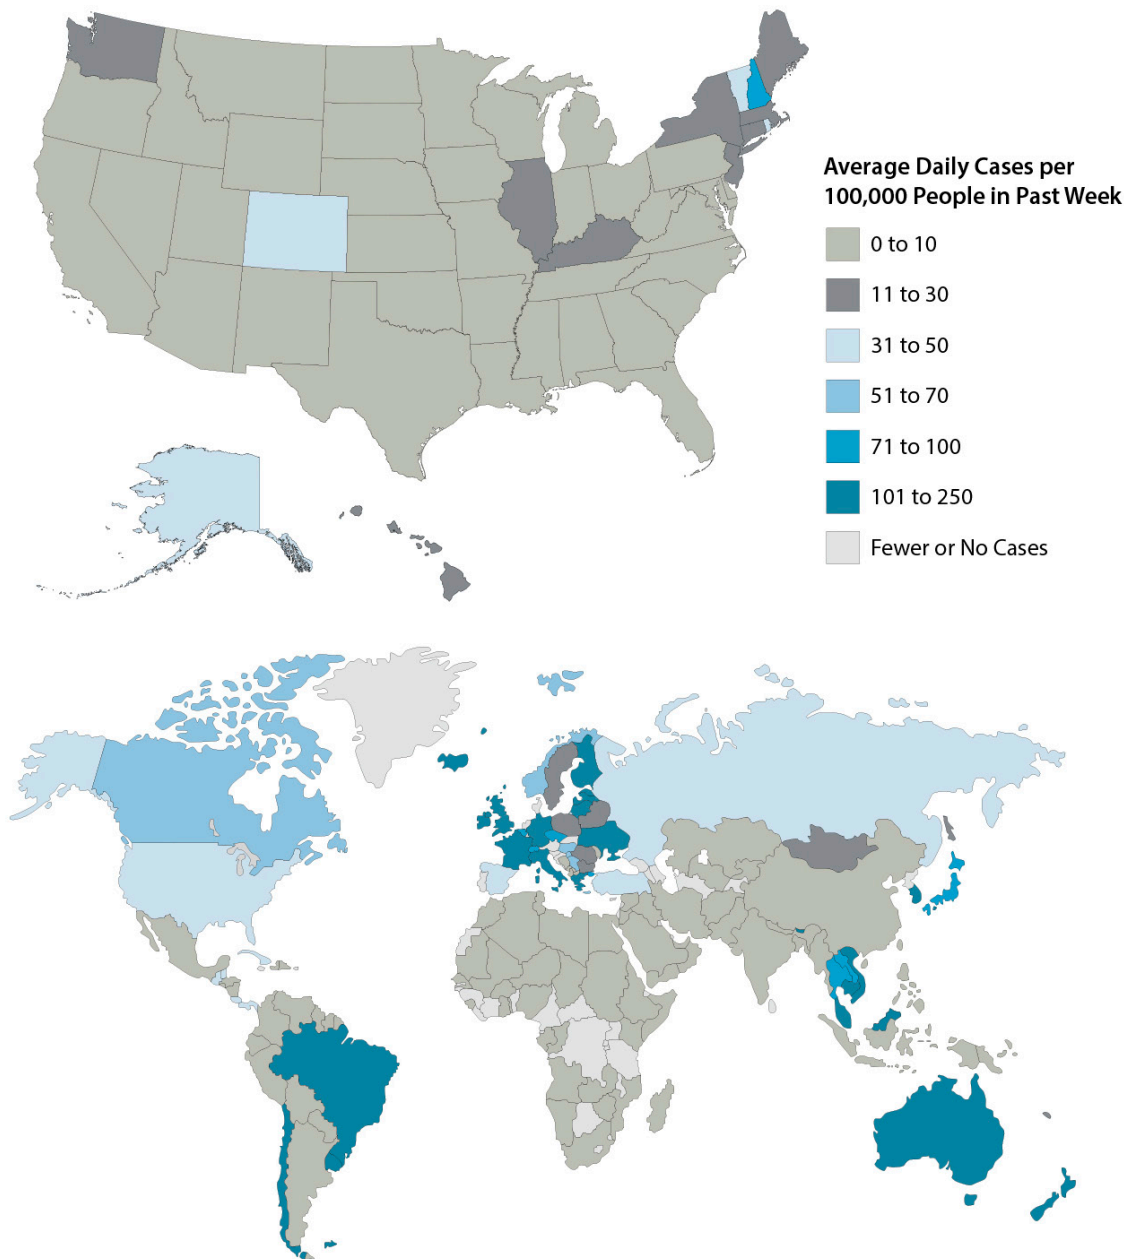 Average Daily Cases per
100,000 People in Past Week
0 to 10
11 to 30
31 to 50
51 to 70
71 to 100
101 to 250
Fewer or No Cases